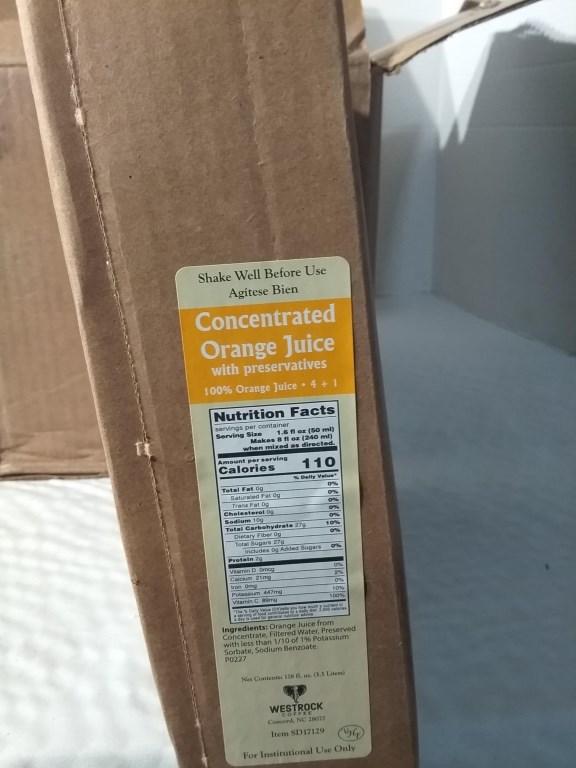 Shake Well Before Use
Agitese Bien
Concentrated
Orange Juice
with preservatives
100% Orange Juice • 4 + 1
Nutrition Facts
servings per container
Serving Size 1.6 fl oz (50 ml)
Makes 8 fl oz (240 ml)
when mixed as directed.
Amount per serving
Calories 110
% Daily Value*
Total Fat 0g 0%
Saturated Fat 0g 0%
Trans Fat 0g
Cholesterol 0g 0%
Sodium 10g 0%
Total Carbohydrate 27g 10%
Dietary Fiber 0g 0%
Total Sugars 27g
Includes 0g Added Sugars 0%
Protein 2g
Vitamin D 0mcg 0%
Calcium 21mg 2%
Iron 0mg 0%
Potassium 447mg 10%
Vitamin C 89mg 100%
Ingredients: Orange Juice from
Concentrate, Filtered Water, Preserved
with less than 1/10 of 1% Potassium
Sorbate, Sodium Benzoate.
P0227
Net Contents: 118 fl. oz. (3.5 Liters)
WESTROCK
COFFEE
Concord, NC
Item SD17129
For Institutional Use Only